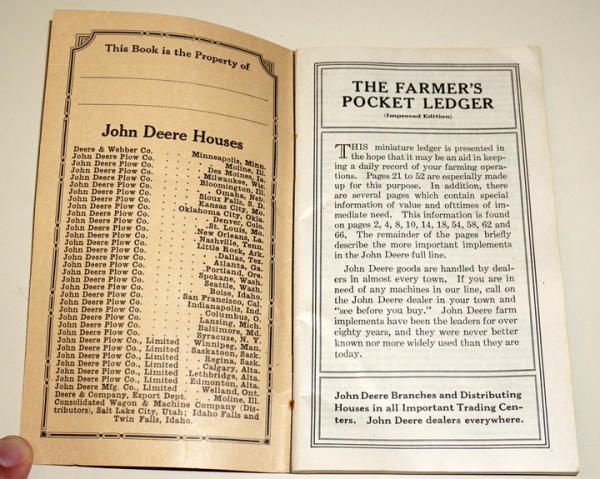 This Book is the Property of
John Deere Houses
Deere & Webber Co. . . Minneapolis, Minn.
John Deere Plow Co. . . . Moline, Ill.
John Deere Plow Co. . . Des Moines, Ia.
John Deere Plow Co. . . Milwaukee, Wis.
John Deere Plow Co. . . Bloomington, Ill.
John Deere Plow Co. . . . Omaha, Neb.
John Deere Plow Co. . . Sioux Falls, S. D.
John Deere Plow Co. . . Kansas City, Mo.
John Deere Plow Co. . Oklahoma City, Okla.
John Deere Plow Co. . . . Denver, Colo.
John Deere Plow Co. . . . St. Louis, Mo.
John Deere Plow Co. . . New Orleans, La.
John Deere Plow Co. . . Nashville, Tenn.
John Deere Plow Co. . . Little Rock, Ark.
John Deere Plow Co. . . . Dallas, Tex.
John Deere Plow Co. . . . Atlanta, Ga.
John Deere Plow Co. . . . Portland, Ore.
John Deere Plow Co. . . Spokane, Wash.
John Deere Plow Co. . . Seattle, Wash.
John Deere Plow Co. . . . Boise, Idaho.
John Deere Plow Co. . . San Francisco, Cal.
John Deere Plow Co. . . Indianapolis, Ind.
John Deere Plow Co. . . . Columbus, O.
John Deere Plow Co. . . Lansing, Mich.
John Deere Plow Co. . . Baltimore, Md.
John Deere Plow Co. . . Syracuse, N. Y.
John Deere Plow Co., Limited . Winnipeg, Man.
John Deere Plow Co., Limited . Saskatoon, Sask.
John Deere Plow Co., Limited . . Regina, Sask.
John Deere Plow Co., Limited . . Calgary, Alta.
John Deere Plow Co., Limited . Lethbridge, Alta.
John Deere Plow Co., Limited . Edmonton, Alta.
John Deere Mfg. Co., Limited . . Welland, Ont.
Deere & Company, Export Dept. . . Moline, Ill.
Consolidated Wagon & Machine Company (Dis-
tributors), Salt Lake City, Utah; Idaho Falls and
Twin Falls, Idaho.
THE FARMER'S
POCKET LEDGER
(Improved Edition)
THIS miniature ledger is presented in
the hope that it may be an aid in keep-
ing a daily record of your farming opera-
tions. Pages 21 to 52 are especially made
up for this purpose. In addition, there
are several pages which contain special
information of value and ofttimes of im-
mediate need. This information is found
on pages 2, 4, 8, 10, 14, 18, 54, 58, 62 and
66. The remainder of the pages briefly
describe the more important implements
in the John Deere full line.
John Deere goods are handled by deal-
ers in almost every town. If you are in
need of any machines in our line, call on
the John Deere dealer in your town and
"see before you buy." John Deere farm
implements have been the leaders for over
eighty years, and they were never better
known nor more widely used than they are
today.
John Deere Branches and Distributing
Houses in all Important Trading Cen-
ters. John Deere dealers everywhere.